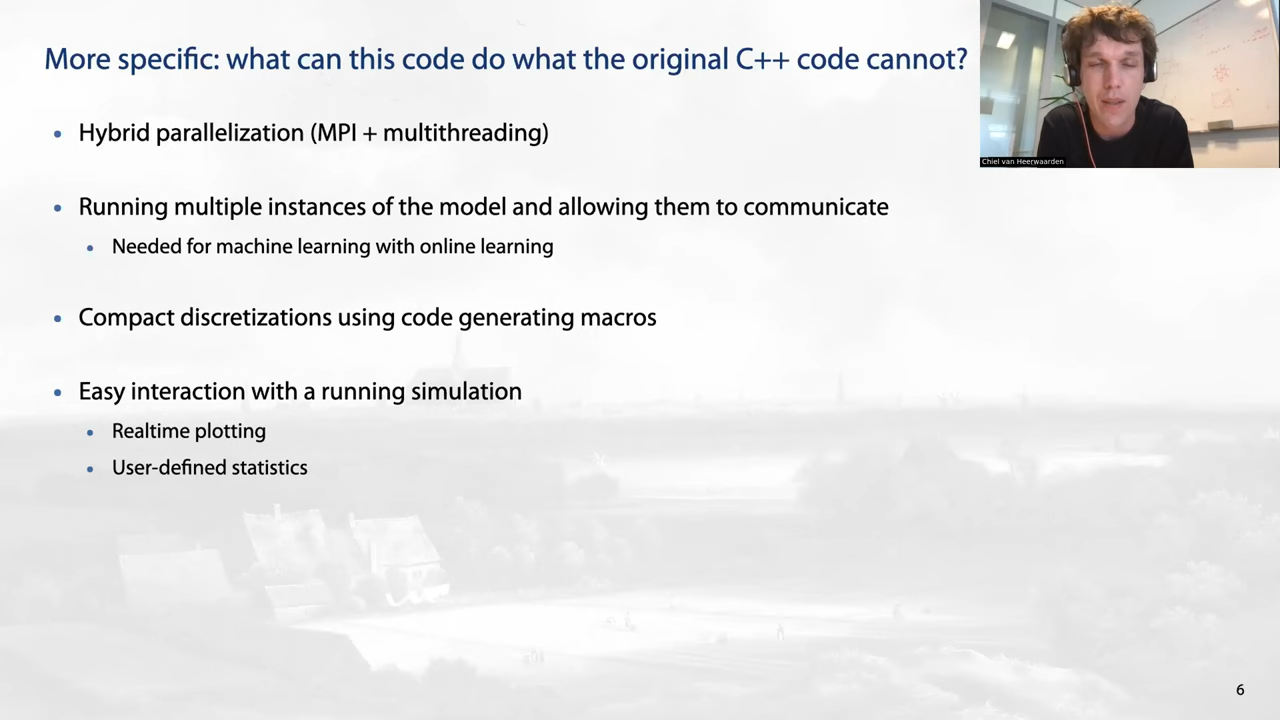 More specific: what can this code do what the original C++ code cannot?
Chiel van Heerwaarden
• Hybrid parallelization (MPI + multithreading)
• Running multiple instances of the model and allowing them to communicate
• Needed for machine learning with online learning
• Compact discretizations using code generating macros
• Easy interaction with a running simulation
• Realtime plotting
• User-defined statistics
6